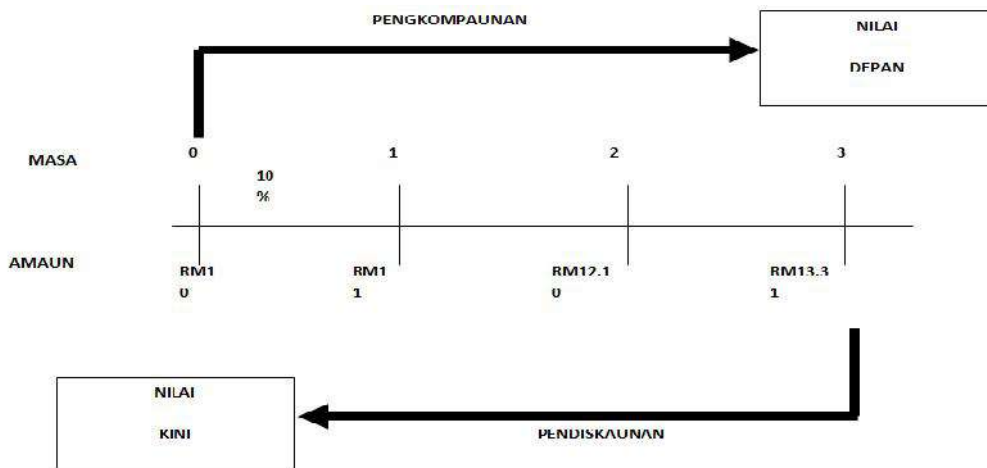 PENGKOMPAUNAN
NILAI
DEPAN
MASA
0
1
2
3
10
%
AMAUN
RM1
0
RM1
1
RM12.1
0
RM13.3
1
NILAI
KINI
PENDISKAUNAN